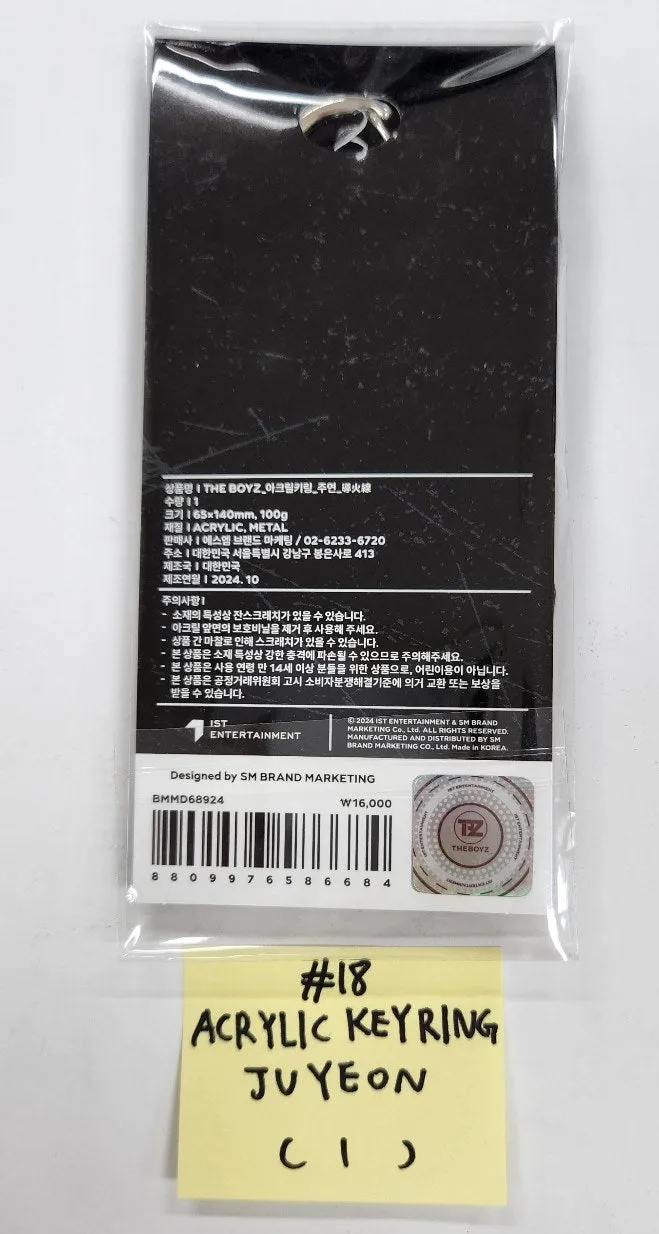 상품명 | THE BOYZ_아크릴키링_주연_導火線
수량 | 1
크기 | 65x140mm, 100g
재질 | ACRYLIC, METAL
판매사 | 에스엠 브랜드 마케팅 / 02-6233-6720
주소 | 대한민국 서울특별시 강남구 봉은사로 413
제조국 | 대한민국
제조연월 | 2024. 10
주의사항 |
- 소재의 특성상 잔스크래치가 있을 수 있습니다.
- 아크릴 앞면의 보호비닐을 제거 후 사용해 주세요.
- 상품 간 마찰로 인해 스크래치가 있을 수 있습니다.
- 본 상품은 소재 특성상 강한 충격에 파손될 수 있으므로 주의해주세요.
- 본 상품은 사용 연령 만 14세 이상 분들을 위한 상품으로, 어린이용이 아닙니다.
- 본 상품은 공정거래위원회 고시 소비자분쟁해결기준에 의거 교환 또는 보상을
받을 수 있습니다.
IST
ENTERTAINMENT
© 2024 IST ENTERTAINMENT & SM BRAND
MARKETING Co., Ltd. ALL RIGHTS RESERVED.
MANUFACTURED AND DISTRIBUTED BY SM
BRAND MARKETING CO., Ltd. Made in KOREA.
Designed by SM BRAND MARKETING
BMMD68924
₩16,000
8809976586684
TBZ
THEBOYZ
IST ENTERTAINMENT
#18
ACRYLIC KEYRING
JUYEON
( 1 )